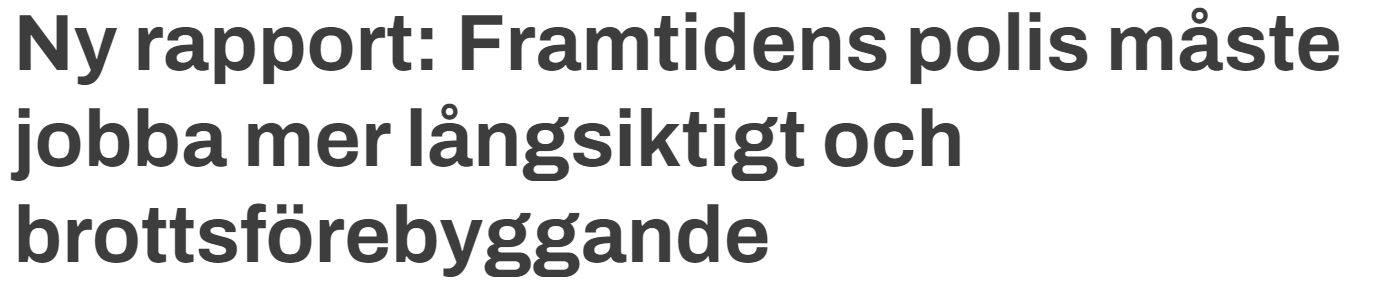 Ny rapport: Framtidens polis måste
jobba mer långsiktigt och
brottsförebyggande